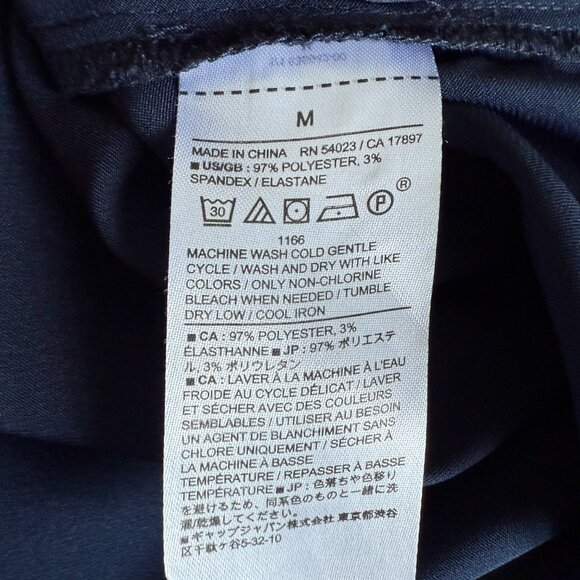 M
MADE IN CHINA RN 54023 / CA 17897
■ US/GB : 97% POLYESTER, 3%
SPANDEX / ELASTANE
30 P ®
1166
MACHINE WASH COLD GENTLE
CYCLE / WASH AND DRY WITH LIKE
COLORS / ONLY NON-CHLORINE
BLEACH WHEN NEEDED / TUMBLE
DRY LOW / COOL IRON
■ CA : 97% POLYESTER, 3%
ÉLASTHANNE ■ JP : 97% ポリエステ
ル, 3% ポリウレタン
■ CA : LAVER À LA MACHINE À L'EAU
FROIDE AU CYCLE DÉLICAT / LAVER
ET SÉCHER AVEC DES COULEURS
SEMBLABLES / UTILISER AU BESOIN
UN AGENT DE BLANCHIMENT SANS
CHLORE UNIQUEMENT / SÉCHER À
LA MACHINE À BASSE
TEMPÉRATURE / REPASSER À BASSE
TEMPÉRATURE ■ JP : 色落ちや色移り
を避けるため、同系色のものと一緒に洗
濯/乾燥してください。
■ ギャップジャパン株式会社 東京都渋谷
区千駄ヶ谷5-32-10